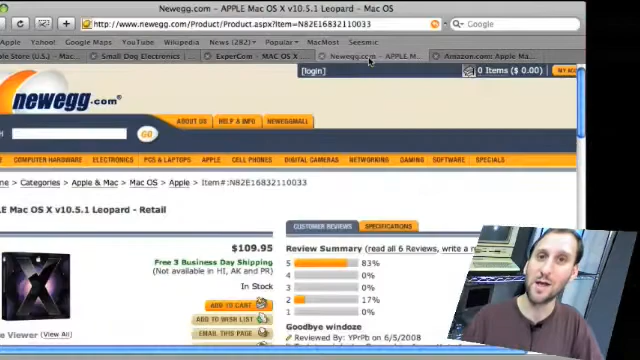 Newegg.com – APPLE Mac OS X v10.5.1 Leopard – Mac OS
http://www.newegg.com/Product/Product.aspx?Item=N82E16832110033
Google
Apple Yahoo! YouTube Wikipedia News (282) MacMost Seesmic
Small Dog Electronics
ExperCom – MAC OS X
Newegg.com – APPLE M...
Amazon.com: Apple Ma...
[login]
0 Items ($ 0.00)
newegg.com®
ABOUT US
HELP & INFO
NEWEGGMALL
GO
COMPUTER HARDWARE ELECTRONICS PCS & LAPTOPS APPLE CELL PHONES DIGITAL CAMERAS NETWORKING GAMING SOFTWARE SPECIALS
> Categories > Apple & Mac > Mac OS > Apple > Item#:N82E16832110033
Mac OS X v10.5.1 Leopard - Retail
$109.95
Free 3 Business Day Shipping
(Not available in HI, AK and PR)
In Stock
ADD TO CART
ADD TO WISH LIST
EMAIL THIS PAGE
Viewer (View All)
CUSTOMER REVIEWS
SPECIFICATIONS
Review Summary (read all 6 Reviews, write a
5 83%
4 0%
3 0%
2 17%
1 0%
Goodbye windoze
Reviewed By: YPrPb on 6/5/2008